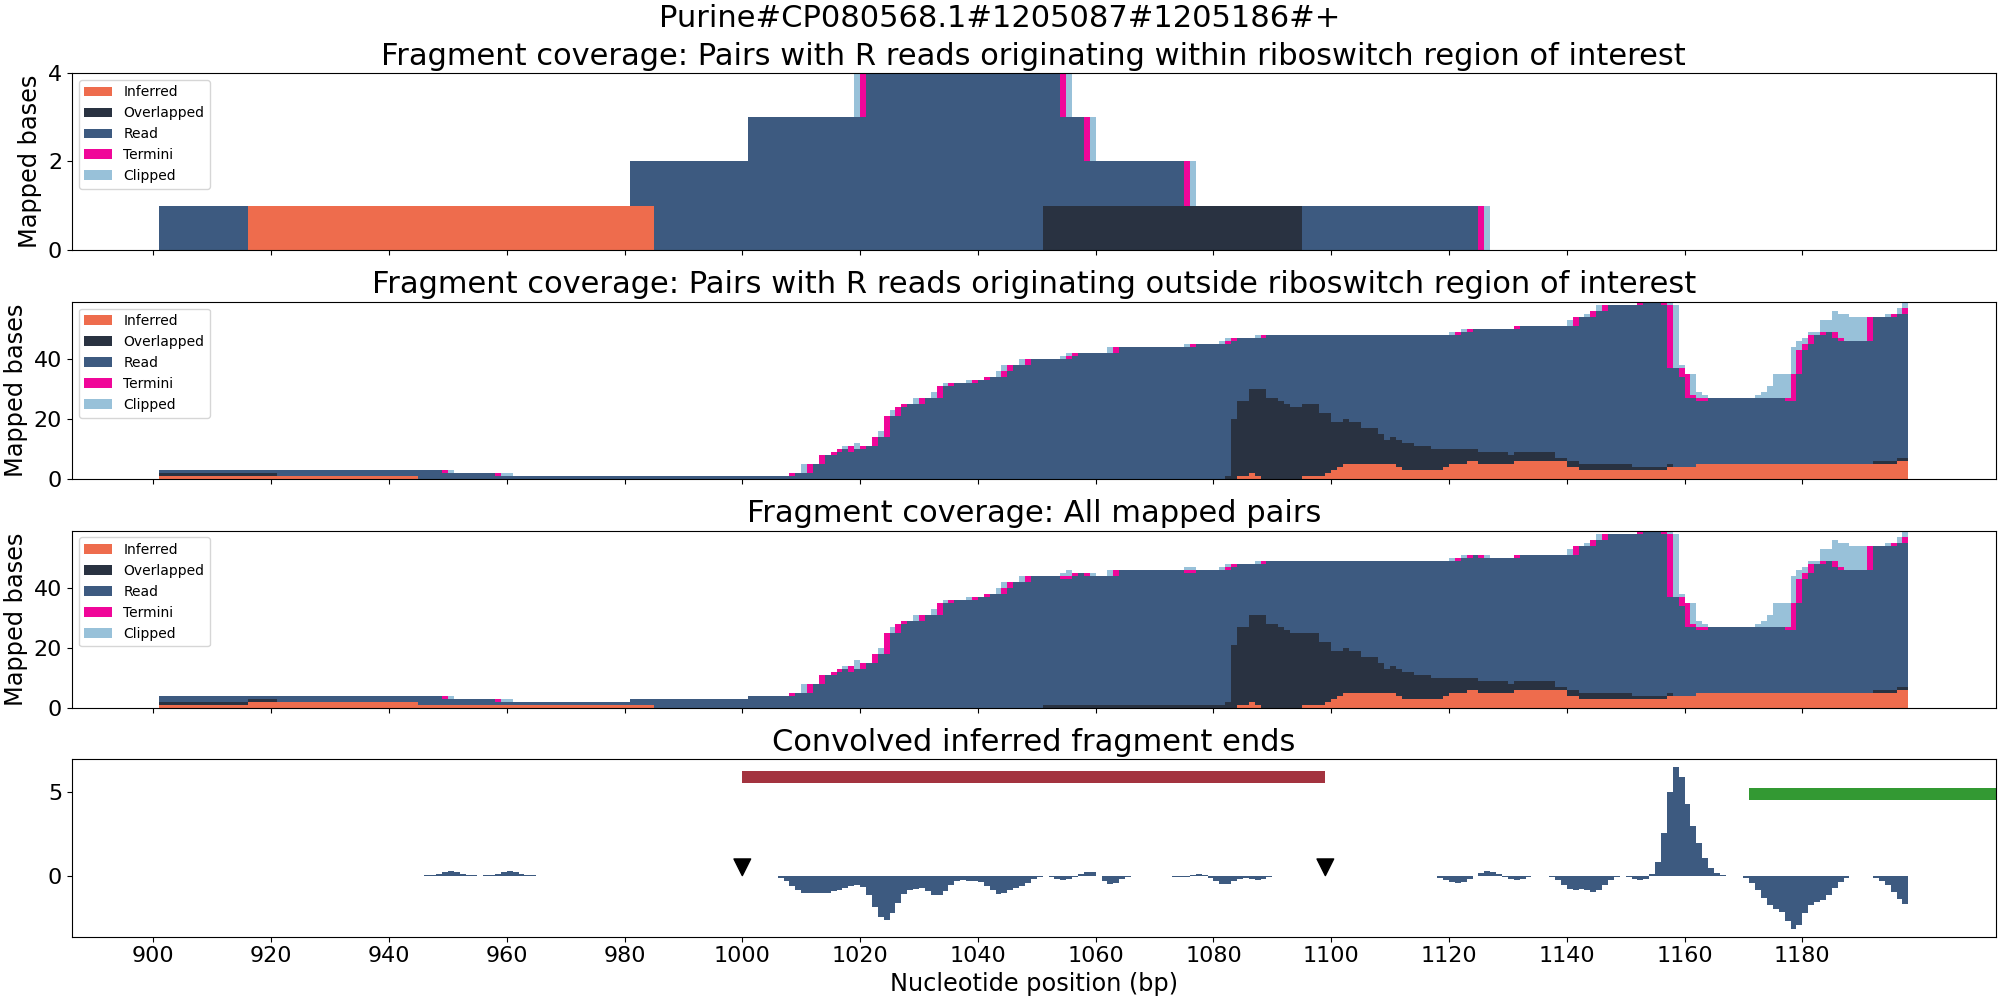 Purine#CP080568.1#1205087#1205186#+
Fragment coverage: Pairs with R reads originating within riboswitch region of interest
Mapped bases
4
2
0
Inferred
Overlapped
Read
Termini
Clipped
Fragment coverage: Pairs with R reads originating outside riboswitch region of interest
Mapped bases
40
20
0
Inferred
Overlapped
Read
Termini
Clipped
Fragment coverage: All mapped pairs
Mapped bases
40
20
0
Inferred
Overlapped
Read
Termini
Clipped
Convolved inferred fragment ends
5
0
900 920 940 960 980 1000 1020 1040 1060 1080 1100 1120 1140 1160 1180
Nucleotide position (bp)